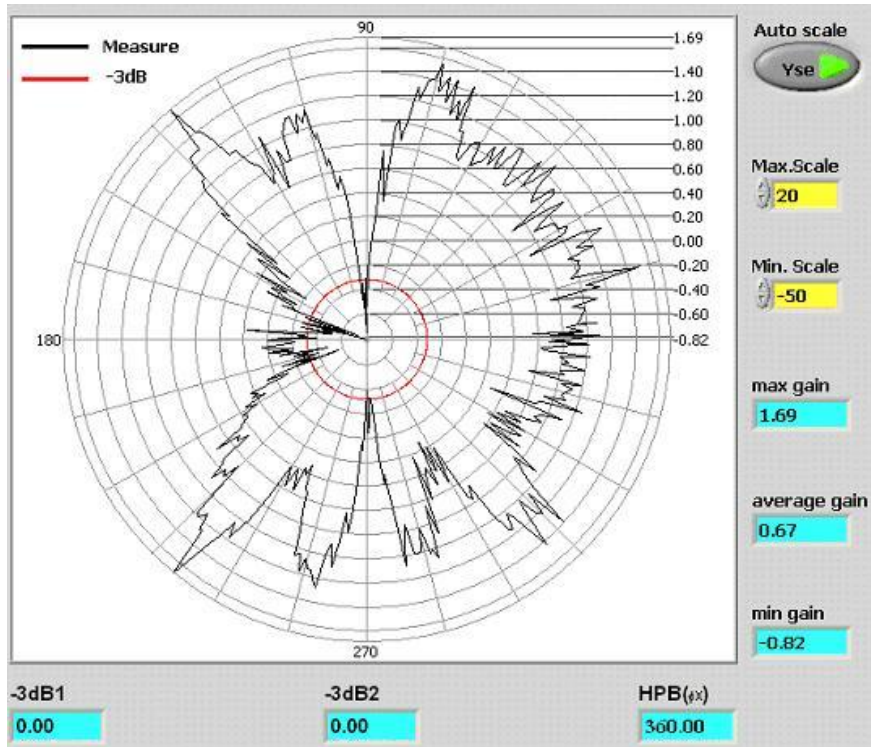 90
Measure
-3dB
1.69
1.40
1.20
1.00
0.80
0.60
0.40
0.20
0.00
-0.20
-0.40
-0.60
-0.82
180
270
Auto scale
Yse
Max.Scale
20
Min. Scale
-50
max gain
1.69
average gain
0.67
min gain
-0.82
-3dB1
0.00
-3dB2
0.00
HPB(𝜙x)
360.00